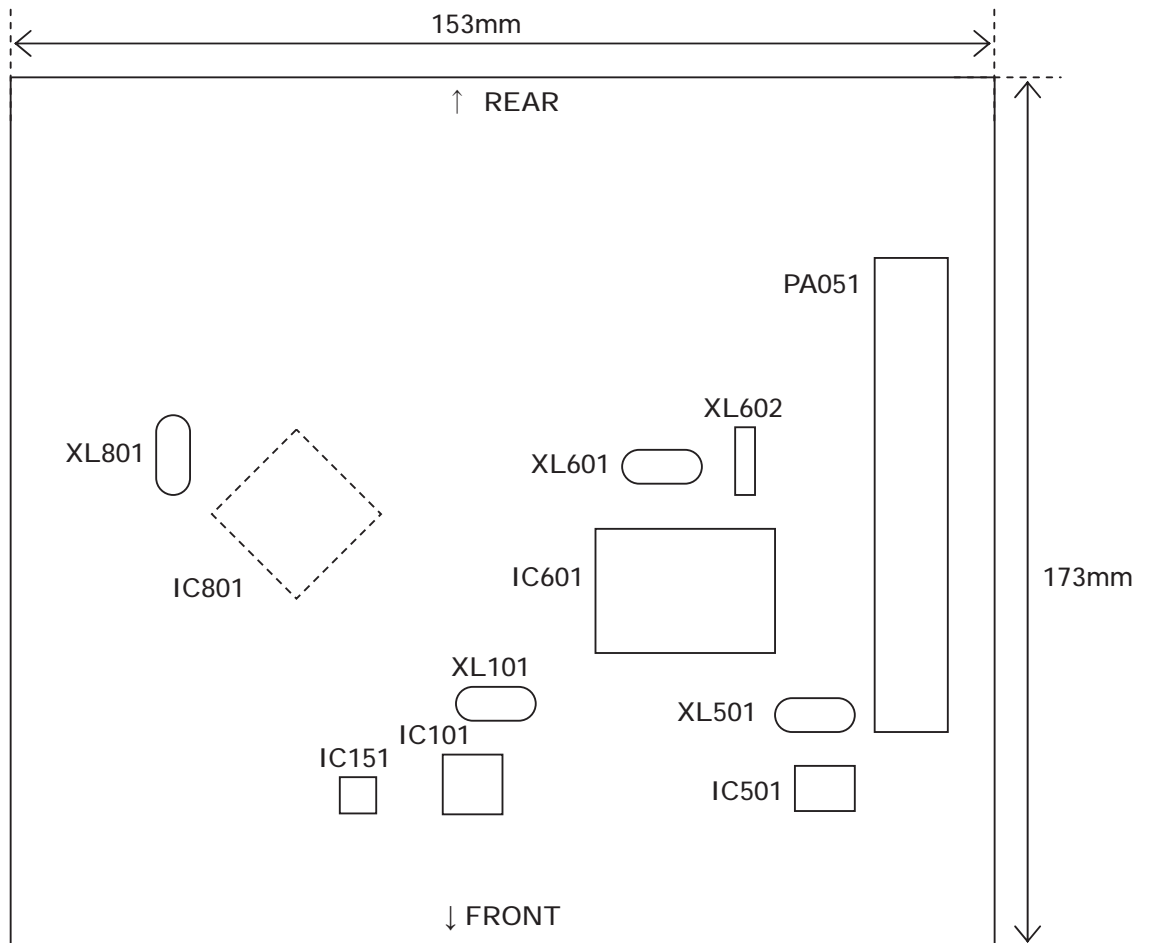 153mm
↑ REAR
PA051
XL602
XL801
XL601
IC801
IC601
173mm
XL101
XL501
IC101
IC151
IC501
↓ FRONT